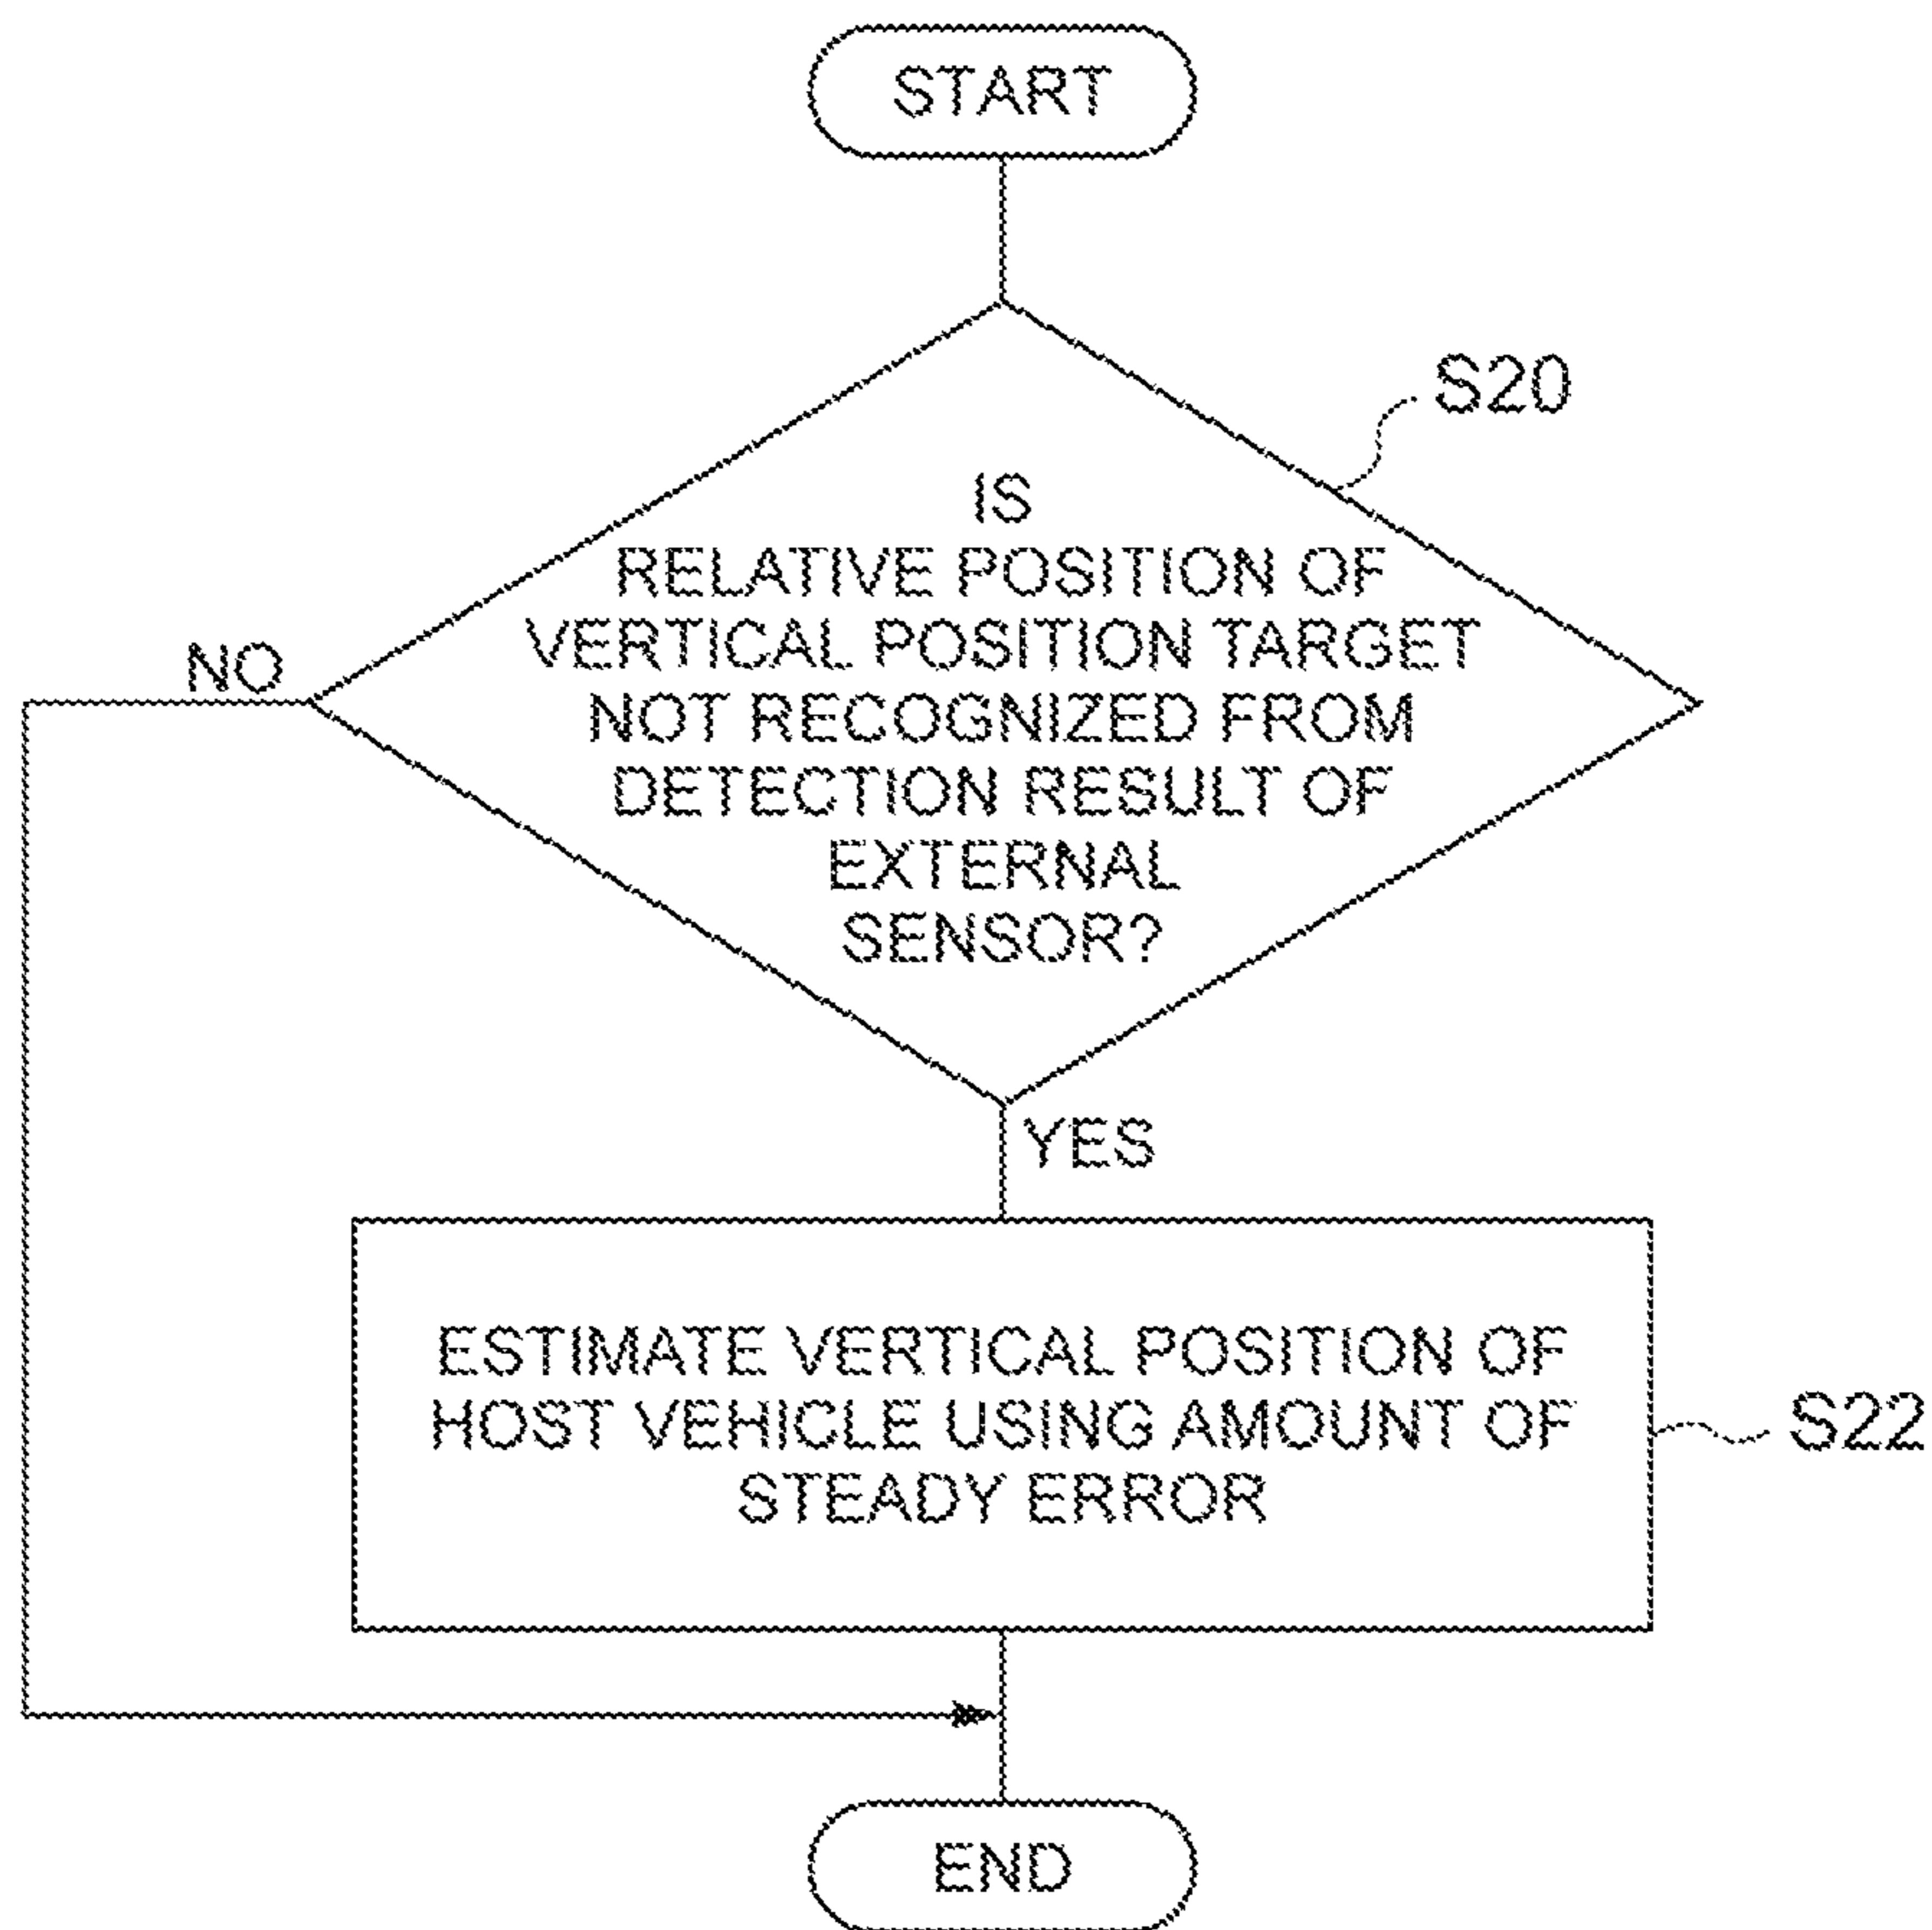 START
S20
IS
RELATIVE POSITION OF
VERTICAL POSITION TARGET
NOT RECOGNIZED FROM
DETECTION RESULT OF
EXTERNAL
SENSOR?
NO
YES
ESTIMATE VERTICAL POSITION OF
HOST VEHICLE USING AMOUNT OF
STEADY ERROR
S22
END